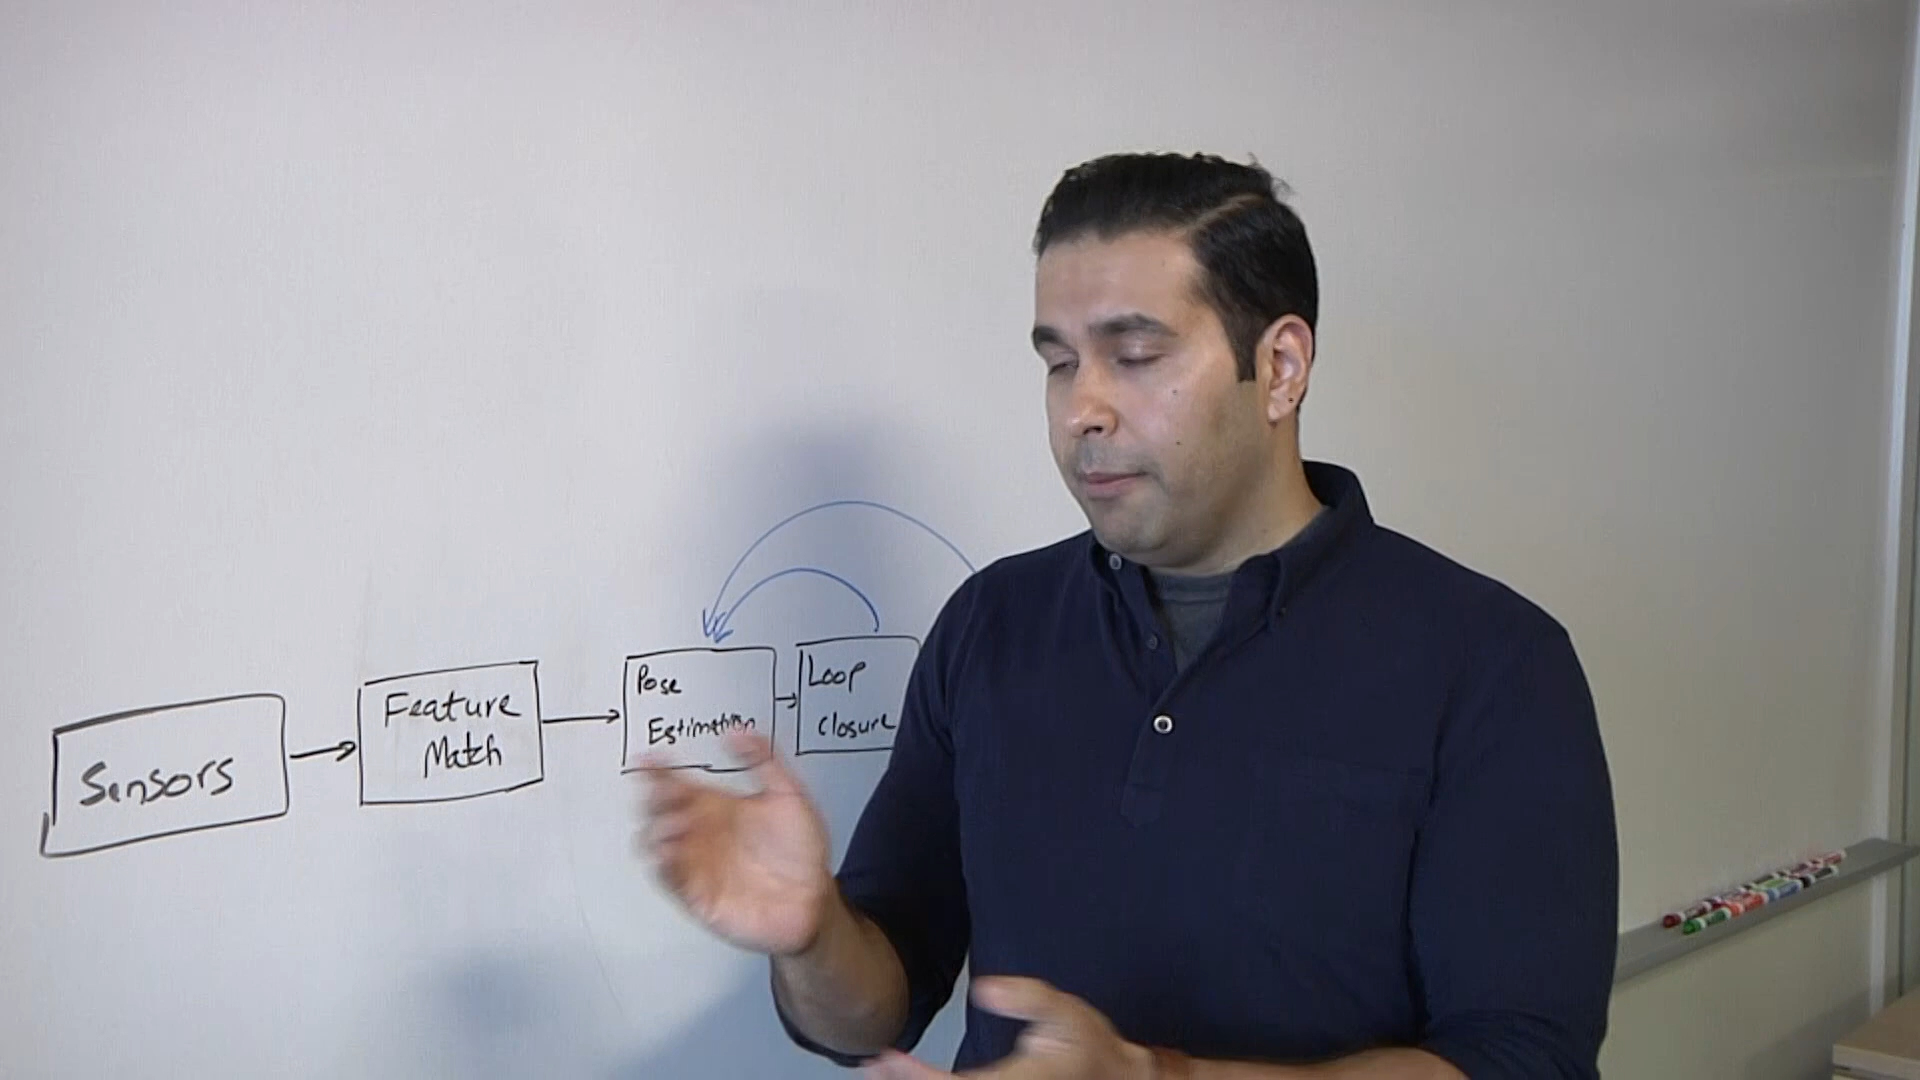 Sensors
Feature
Match
Pose
Estimation
Loop
closure